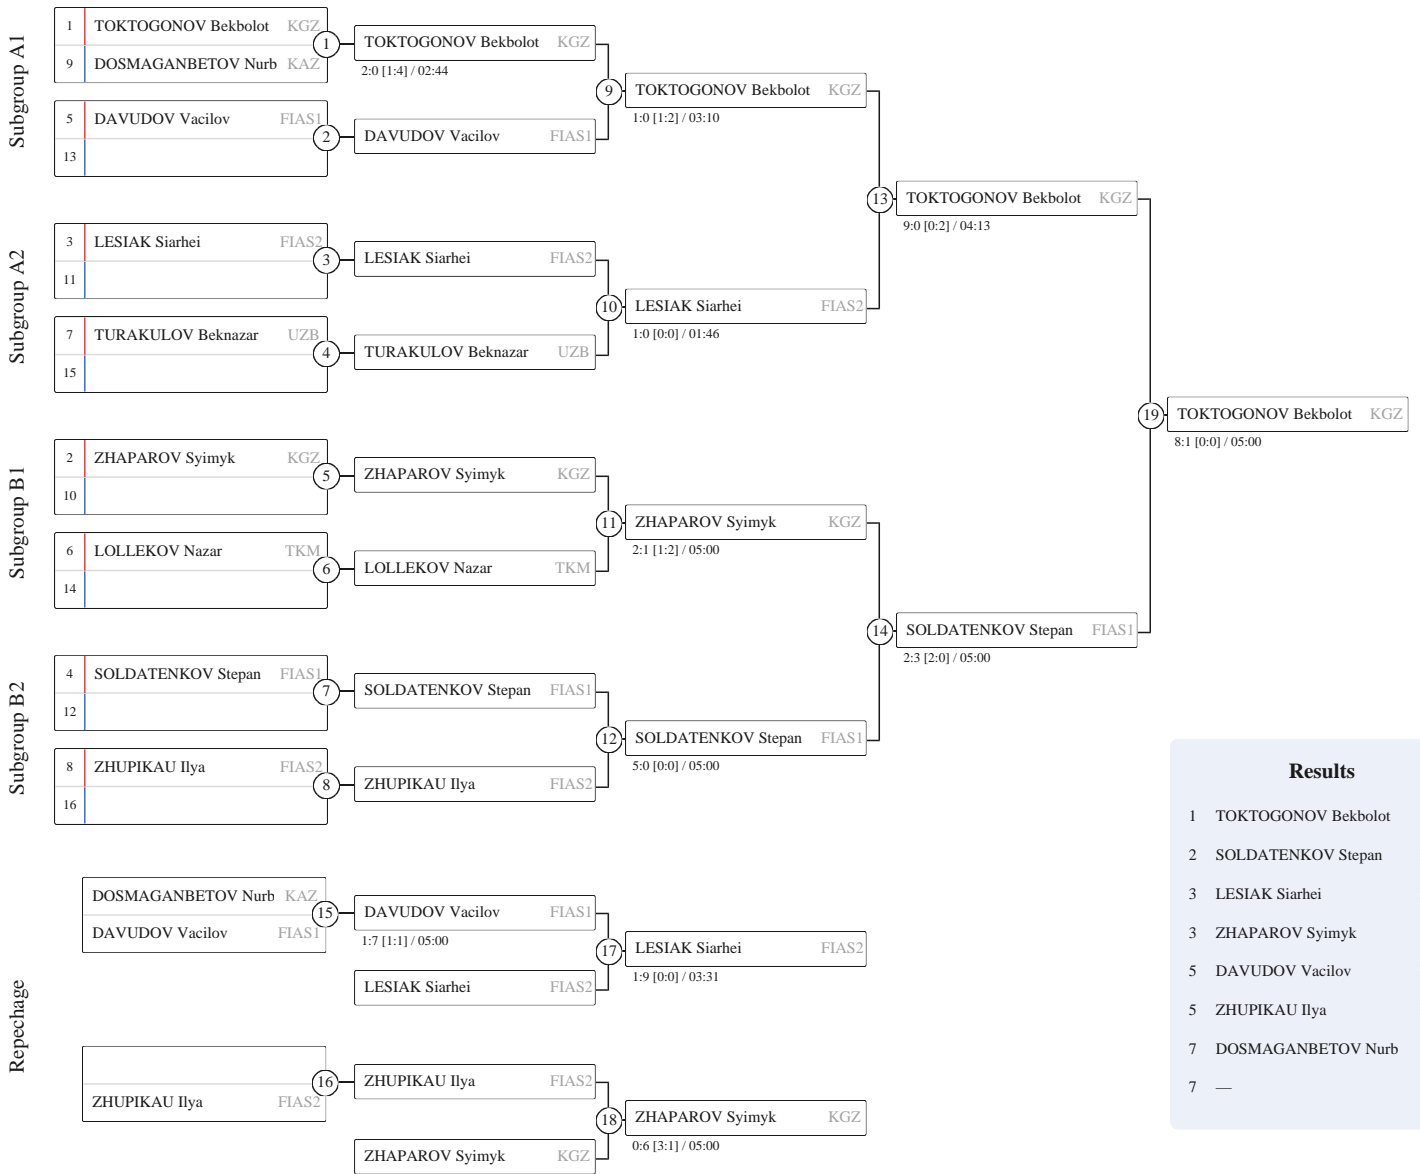 Subgroup A1
1 TOKTOGONOV Bekbolot KGZ
9 DOSMAGANBETOV Nurb KAZ
1
TOKTOGONOV Bekbolot KGZ
2:0 [1:4] / 02:44
5 DAVUDOV Vacilov FIAS1
13
2
DAVUDOV Vacilov FIAS1
9
TOKTOGONOV Bekbolot KGZ
1:0 [1:2] / 03:10
Subgroup A2
3 LESIAK Siarhei FIAS2
11
3
LESIAK Siarhei FIAS2
7 TURAKULOV Beknazar UZB
15
4
TURAKULOV Beknazar UZB
10
LESIAK Siarhei FIAS2
1:0 [0:0] / 01:46
13
TOKTOGONOV Bekbolot KGZ
9:0 [0:2] / 04:13
Subgroup B1
2 ZHAPAROV Syimyk KGZ
10
5
ZHAPAROV Syimyk KGZ
6 LOLLEKOV Nazar TKM
14
6
LOLLEKOV Nazar TKM
11
ZHAPAROV Syimyk KGZ
2:1 [1:2] / 05:00
Subgroup B2
4 SOLDATENKOV Stepan FIAS1
12
7
SOLDATENKOV Stepan FIAS1
8 ZHUPIKAU Ilya FIAS2
16
8
ZHUPIKAU Ilya FIAS2
12
SOLDATENKOV Stepan FIAS1
5:0 [0:0] / 05:00
14
SOLDATENKOV Stepan FIAS1
2:3 [2:0] / 05:00
19
TOKTOGONOV Bekbolot KGZ
8:1 [0:0] / 05:00
Repechage
DOSMAGANBETOV Nurb KAZ
DAVUDOV Vacilov FIAS1
15
DAVUDOV Vacilov FIAS1
1:7 [1:1] / 05:00
LESIAK Siarhei FIAS2
17
LESIAK Siarhei FIAS2
1:9 [0:0] / 03:31
ZHUPIKAU Ilya FIAS2
16
ZHUPIKAU Ilya FIAS2
ZHAPAROV Syimyk KGZ
18
ZHAPAROV Syimyk KGZ
0:6 [3:1] / 05:00
Results
1 TOKTOGONOV Bekbolot
2 SOLDATENKOV Stepan
3 LESIAK Siarhei
3 ZHAPAROV Syimyk
5 DAVUDOV Vacilov
5 ZHUPIKAU Ilya
7 DOSMAGANBETOV Nurb
7 —